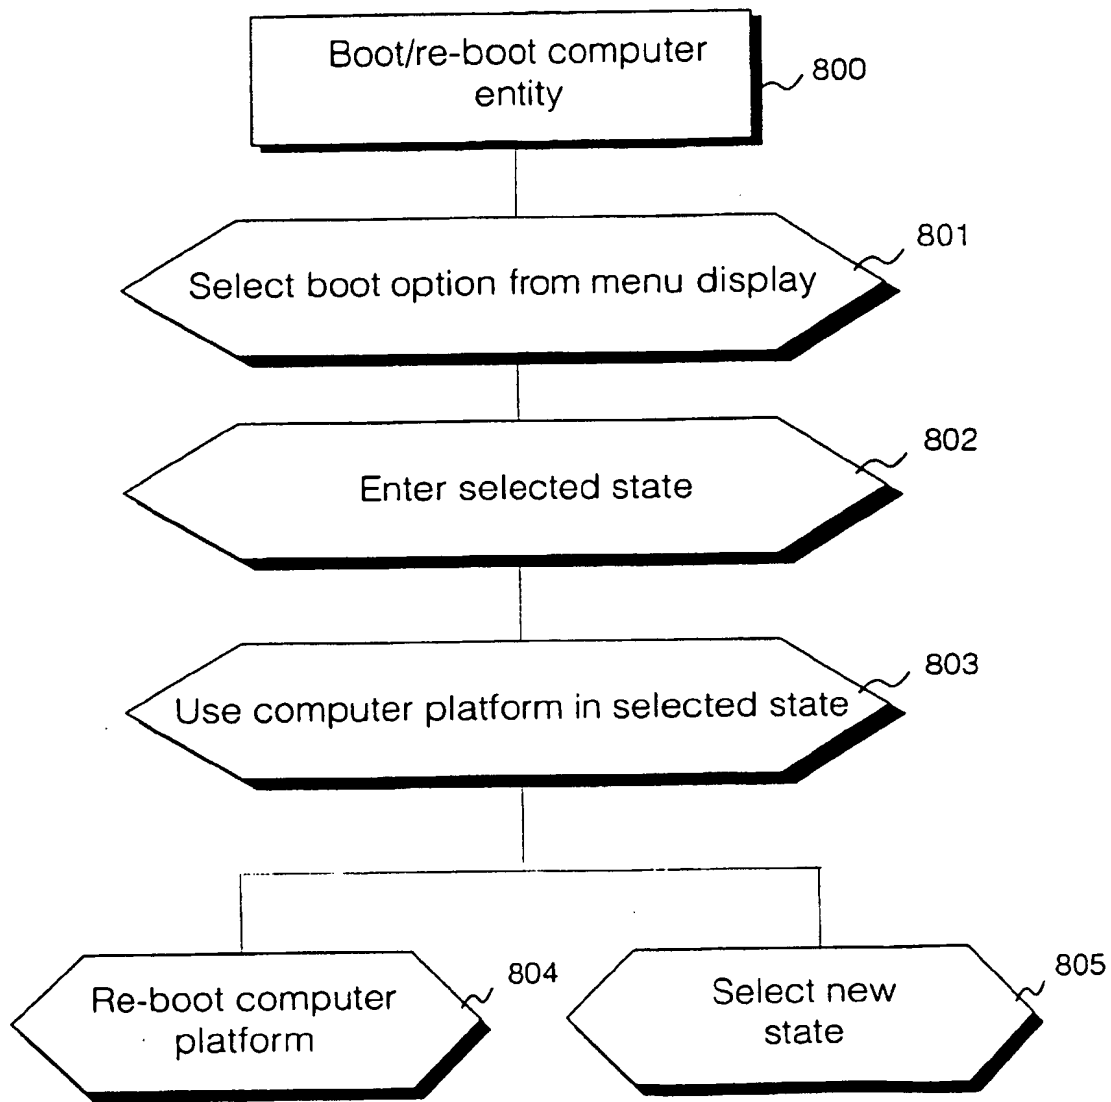 Boot/re-boot computer
entity
800
801
Select boot option from menu display
802
Enter selected state
803
Use computer platform in selected state
804
Re-boot computer
platform
805
Select new
state